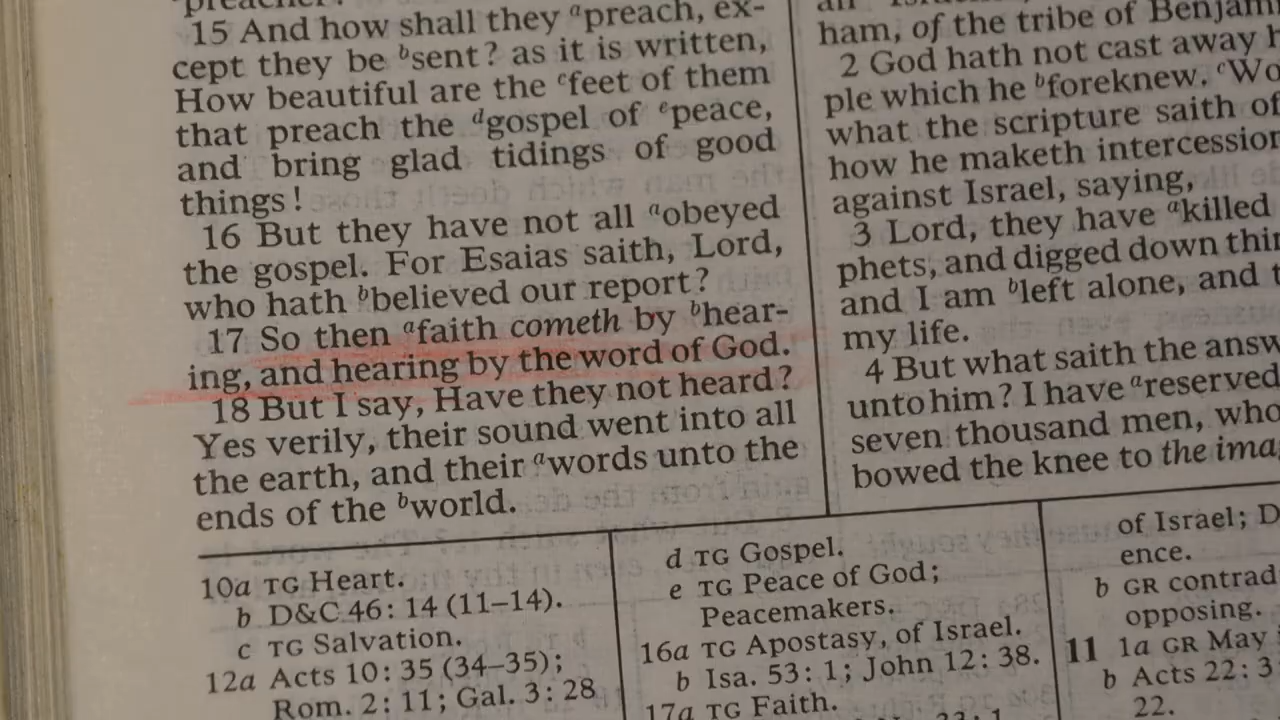 preacher?
15 And how shall they ᵃpreach, ex-
cept they be ᵇsent? as it is written,
How beautiful are the ᶜfeet of them
that preach the ᵈgospel of ᵉpeace,
and bring glad tidings of good
things!
16 But they have not all ᵃobeyed
the gospel. For Esaias saith, Lord,
who hath ᵇbelieved our report?
17 So then ᵃfaith cometh by ᵇhear-
ing, and hearing by the word of God.
18 But I say, Have they not heard?
Yes verily, their sound went into all
the earth, and their ᵃwords unto the
ends of the ᵇworld.
ham, of the tribe of Benjam
2 God hath not cast away h
ple which he ᵇforeknew. ᶜWo
what the scripture saith of
how he maketh intercession
against Israel, saying,
3 Lord, they have ᵃkilled
phets, and digged down thin
and I am ᵇleft alone, and t
my life.
4 But what saith the answ
unto him? I have ᵃreserved
seven thousand men, who
bowed the knee to the ima
10a TG Heart.
b D&C 46: 14 (11–14).
c TG Salvation.
12a Acts 10: 35 (34–35);
Rom. 2: 11; Gal. 3: 28
d TG Gospel.
e TG Peace of God;
Peacemakers.
16a TG Apostasy, of Israel.
b Isa. 53: 1; John 12: 38.
17a TG Faith.
of Israel; D
ence.
b GR contrad
opposing.
11 1a GR May
b Acts 22: 3
22.